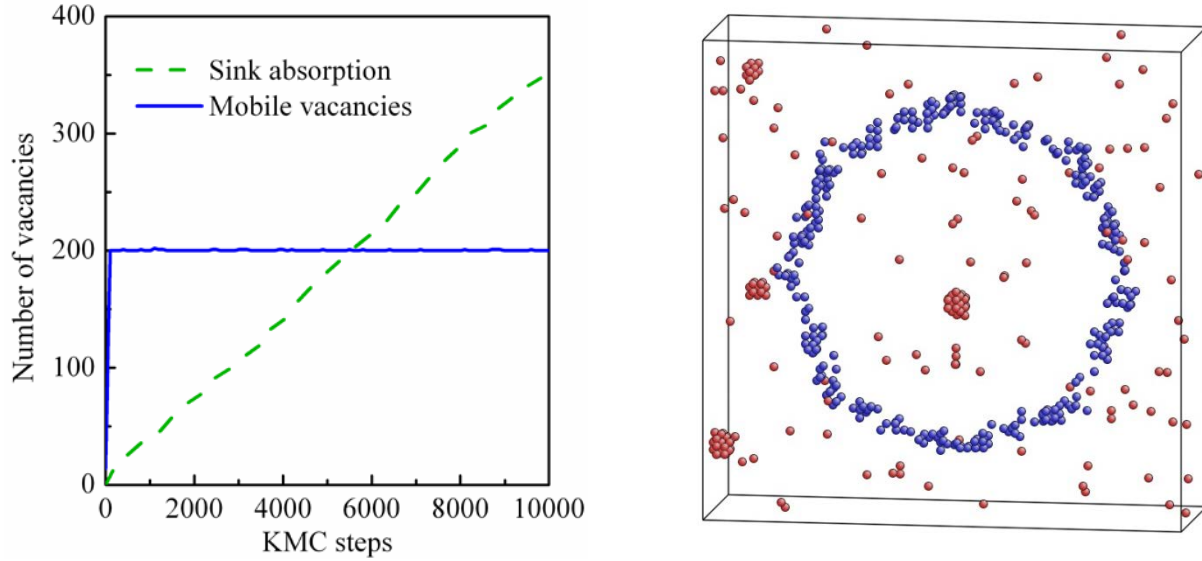 400
300
200
100
0
Number of vacancies
Sink absorption
Mobile vacancies
0 2000 4000 6000 8000 10000
KMC steps